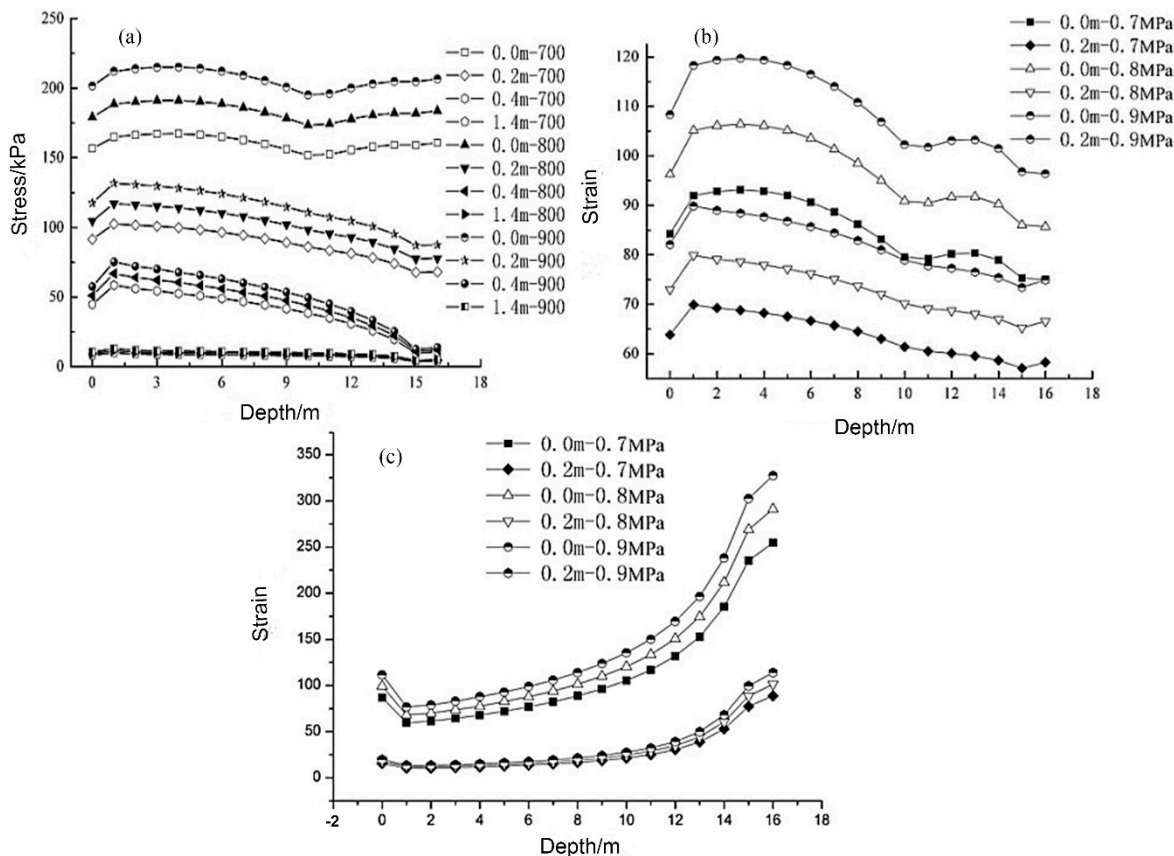 (a)
250
200
150
100
50
0
Stress/kPa
0 3 6 9 12 15 18
Depth/m
0.0m-700
0.2m-700
0.4m-700
1.4m-700
0.0m-800
0.2m-800
0.4m-800
1.4m-800
0.0m-900
0.2m-900
0.4m-900
1.4m-900
(b)
120
110
100
90
80
70
60
Strain
0 2 4 6 8 10 12 14 16 18
Depth/m
0.0m-0.7MPa
0.2m-0.7MPa
0.0m-0.8MPa
0.2m-0.8MPa
0.0m-0.9MPa
0.2m-0.9MPa
(c)
350
300
250
200
150
100
50
0
Strain
-2 0 2 4 6 8 10 12 14 16 18
Depth/m
0.0m-0.7MPa
0.2m-0.7MPa
0.0m-0.8MPa
0.2m-0.8MPa
0.0m-0.9MPa
0.2m-0.9MPa